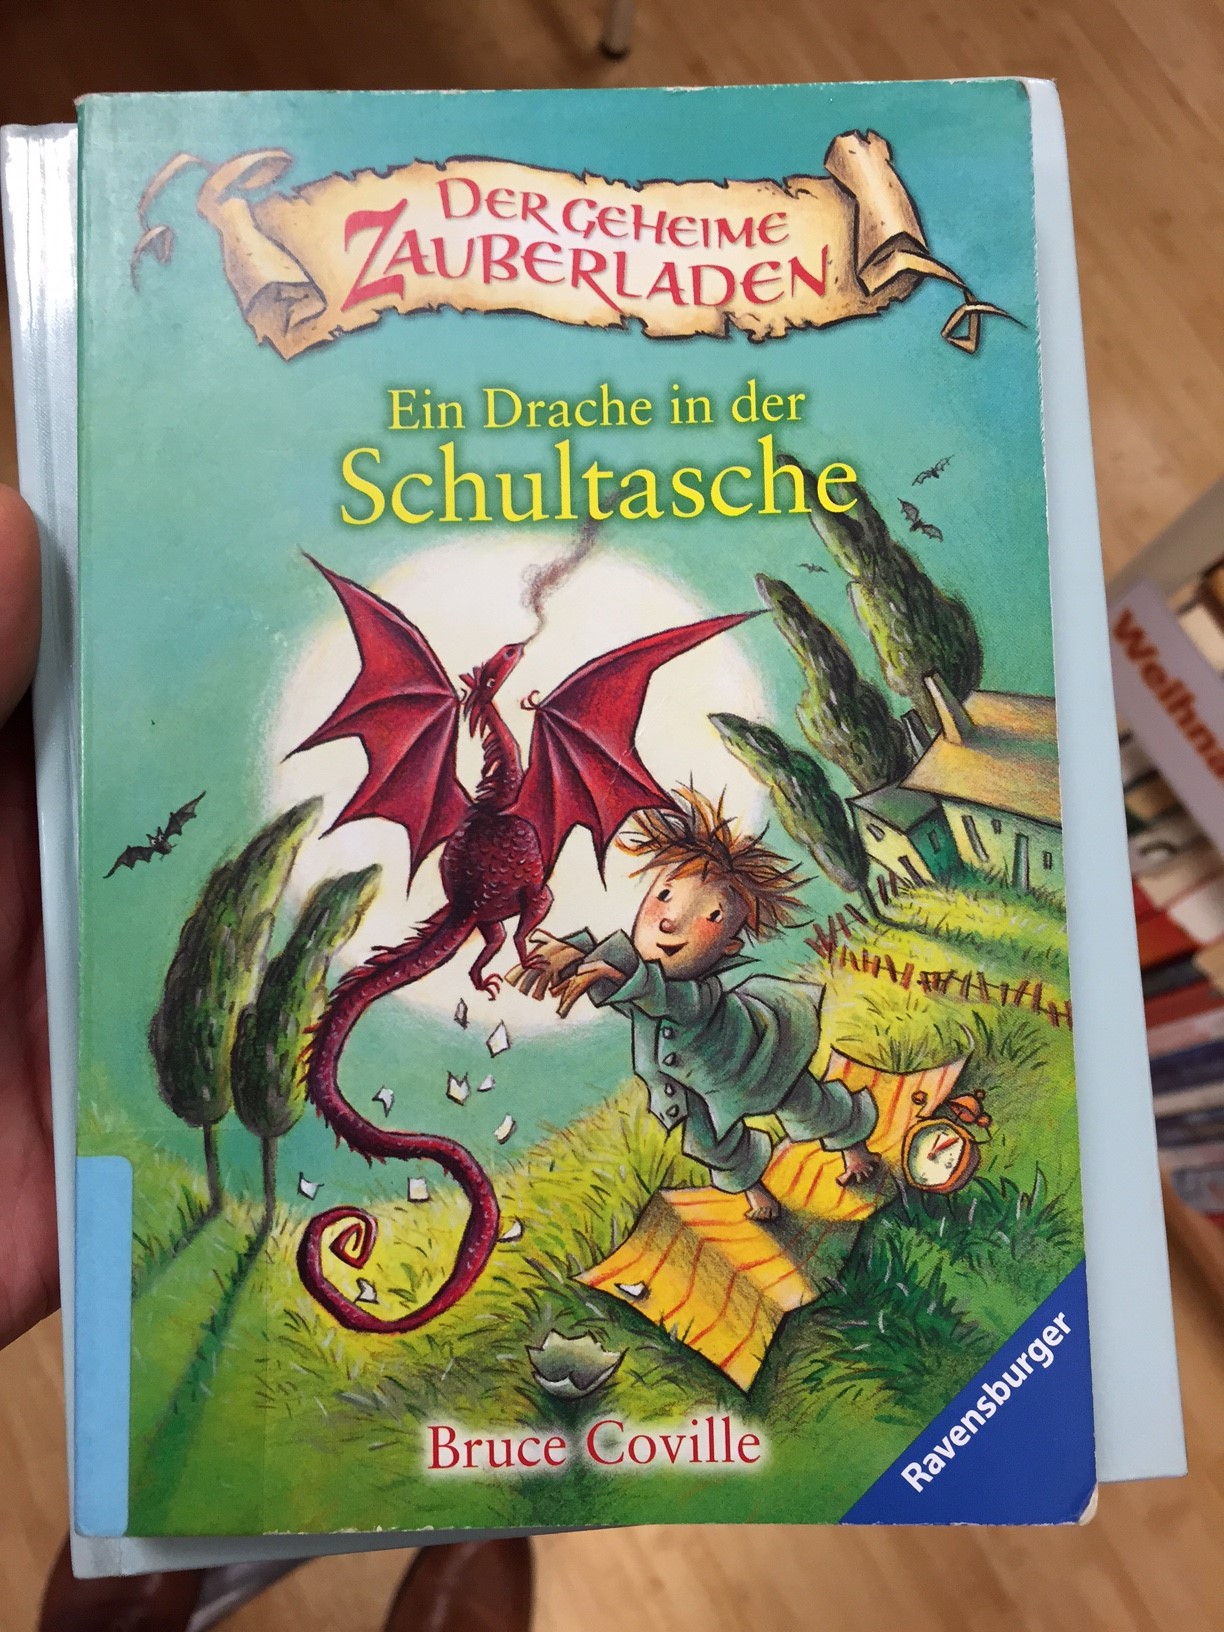 DER GEHEIME
ZAUBERLADEN
Ein Drache in der
Schultasche
Bruce Coville
Ravensburger